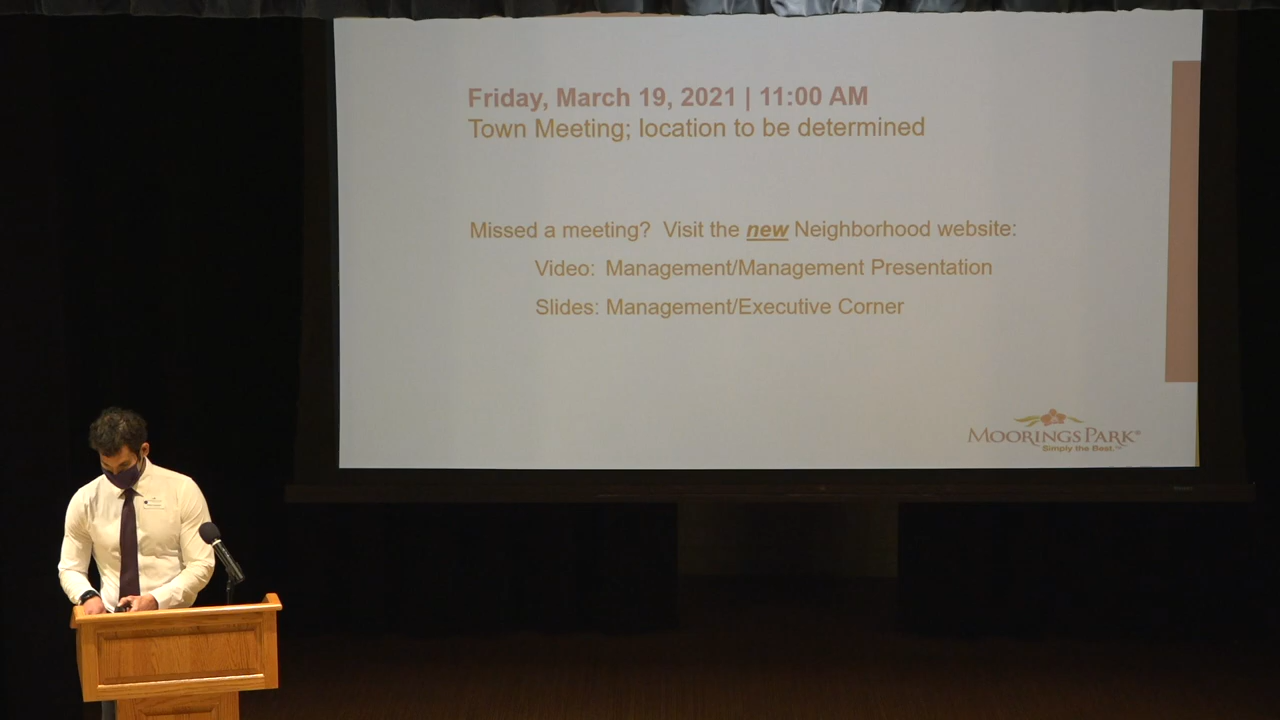 Friday, March 19, 2021 | 11:00 AM
Town Meeting; location to be determined
Missed a meeting? Visit the new Neighborhood website:
Video: Management/Management Presentation
Slides: Management/Executive Corner
MOORINGS PARK®
Simply the Best.™